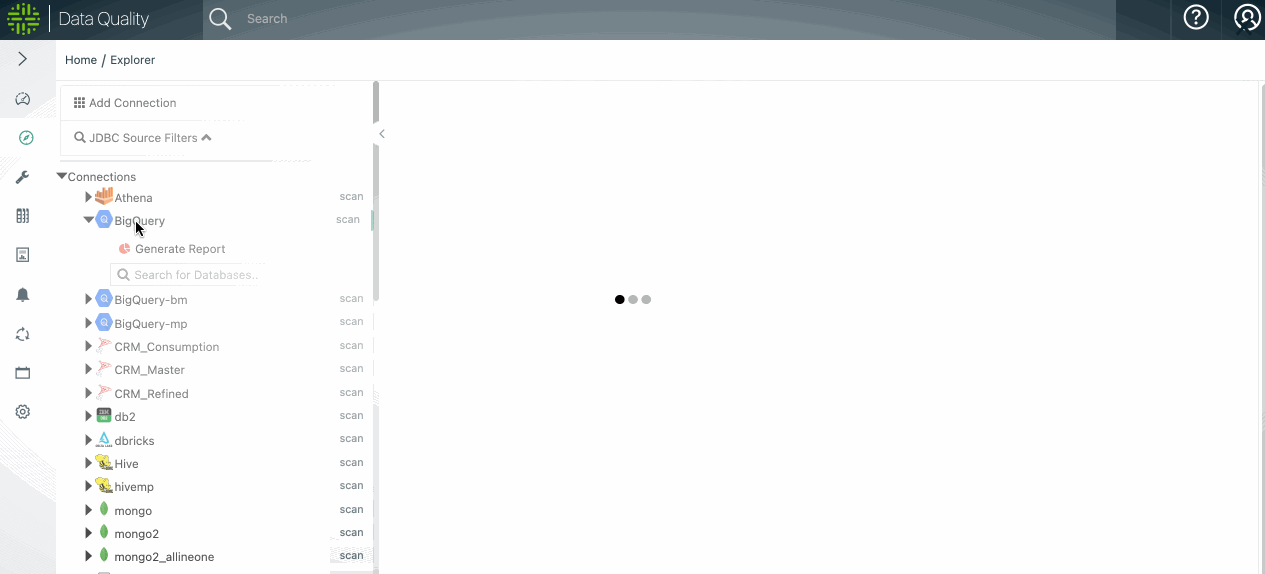 Data Quality
Search
Home / Explorer
Add Connection
JDBC Source Filters
Connections
Athena scan
BigQuery scan
Generate Report
Search for Databases..
BigQuery-bm scan
BigQuery-mp scan
CRM_Consumption scan
CRM_Master scan
CRM_Refined scan
db2 scan
dbricks scan
Hive scan
hivemp scan
mongo scan
mongo2 scan
mongo2_allineone scan